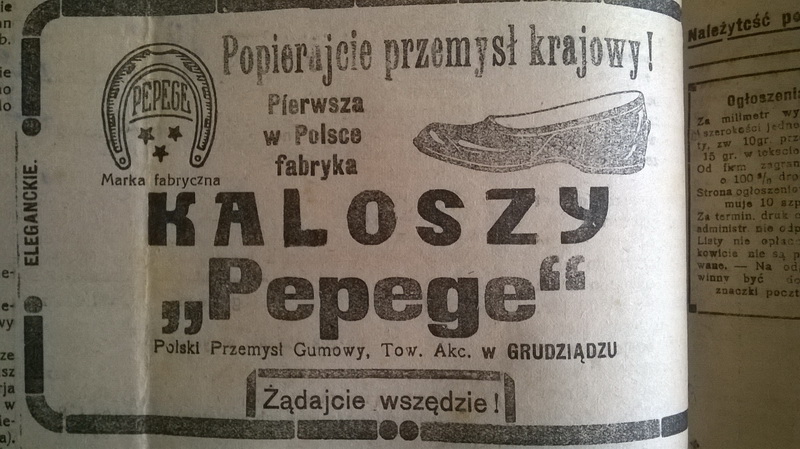 Popierajcie przemysł krajowy!
PEPEGE
Marka fabryczna
Pierwsza
w Polsce
fabryka
KALOSZY
„Pepege“
Polski Przemysł Gumowy, Tow. Akc. w GRUDZIĄDZU
Żądajcie wszędzie!
ELEGANCKIE.
Należytość po
Ogłoszenia
Za milimetr wy
szerokości jedno
ty, zw 10gr. prz
15 gr. w tekście
Od firm zagran
o 100 % dro
Strona ogłoszenio
muje 10 szp
Za termin. druk o
administr. nie odp
Listy nie opłac
kowicie nie są p
wane. — Na od
winny być do
znaczki poczt